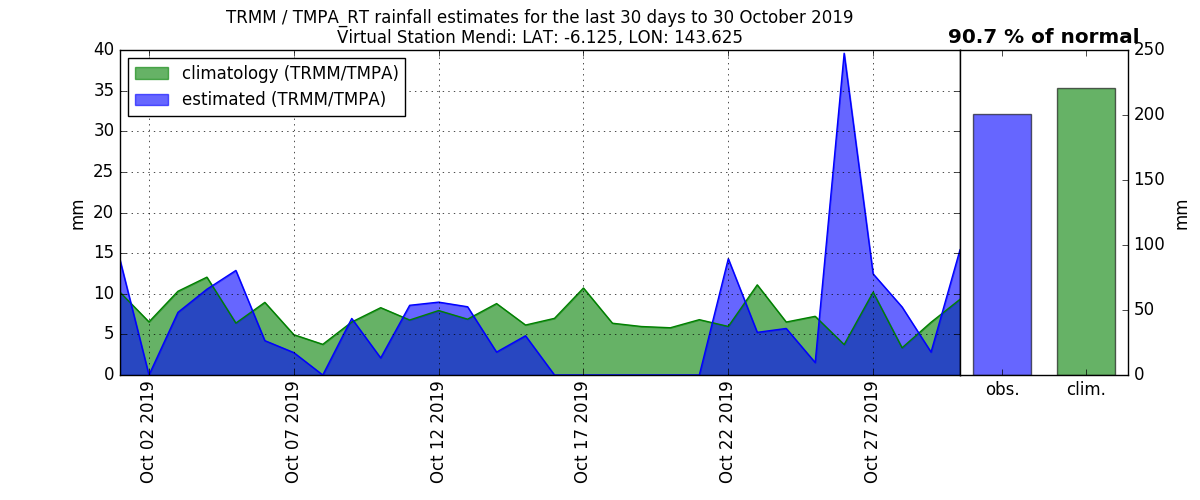 TRMM / TMPA_RT rainfall estimates for the last 30 days to 30 October 2019
Virtual Station Mendi: LAT: -6.125, LON: 143.625
90.7 % of normal
climatology (TRMM/TMPA)
estimated (TRMM/TMPA)
40
35
30
25
20
15
10
5
0
mm
Oct 02 2019
Oct 07 2019
Oct 12 2019
Oct 17 2019
Oct 22 2019
Oct 27 2019
obs.
clim.
250
200
150
100
50
0
mm